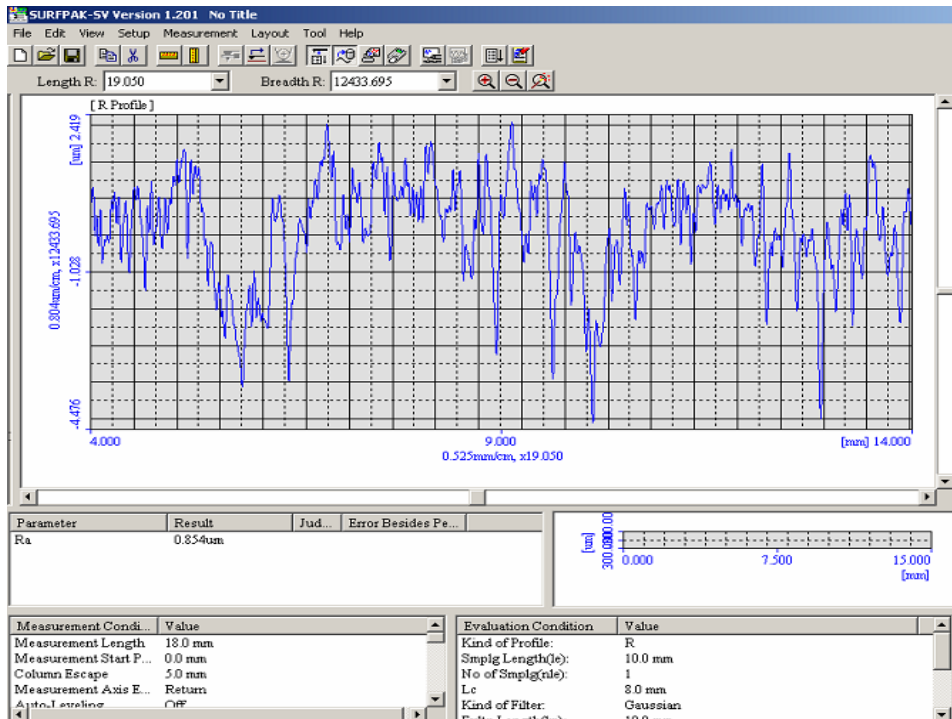 SURFPAK-SV Version 1.201 No Title
File Edit View Setup Measurement Layout Tool Help
Length R: 19.050 Breadth R: 12433.695
[ R Profile ]
[um] 2.419
-1.028
-4.476
0.804um/cm, x12433.695
4.000 9.000 [mm] 14.000
0.525mm/cm, x19.050
Parameter Result Jud... Error Besides Pe...
Ra 0.854um
[um]
0.000 7.500 15.000
[mm]
Measurement Condi... Value
Measurement Length 18.0 mm
Measurement Start P... 0.0 mm
Column Escape 5.0 mm
Measurement Axis E... Return
Auto-Leveling Off
Evaluation Condition Value
Kind of Profile: R
Smplg Length(le): 10.0 mm
No of Smplg(nle): 1
Lc 8.0 mm
Kind of Filter: Gaussian